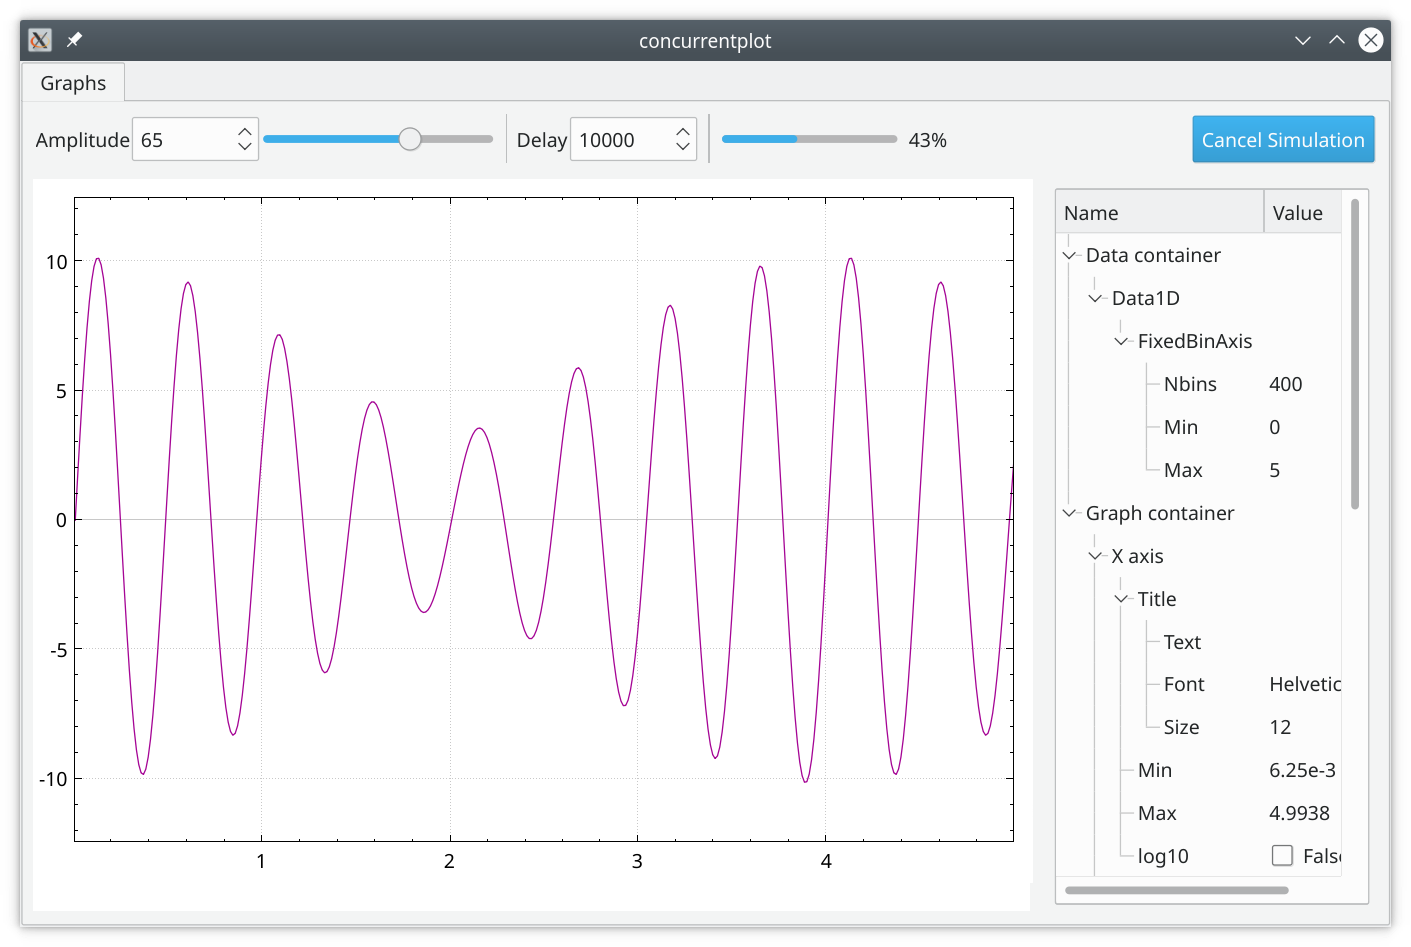 concurrentplot
Graphs
Amplitude 65 Delay 10000 43% Cancel Simulation
Name Value
Data container
Data1D
FixedBinAxis
Nbins 400
Min 0
Max 5
Graph container
X axis
Title
Text
Font Helvetic
Size 12
Min 6.25e-3
Max 4.9938
log10 False
10
5
0
-5
-10
1 2 3 4